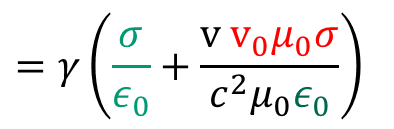 = γ ( σ / ϵ₀ + v v₀μ₀σ / c²μ₀ϵ₀ )